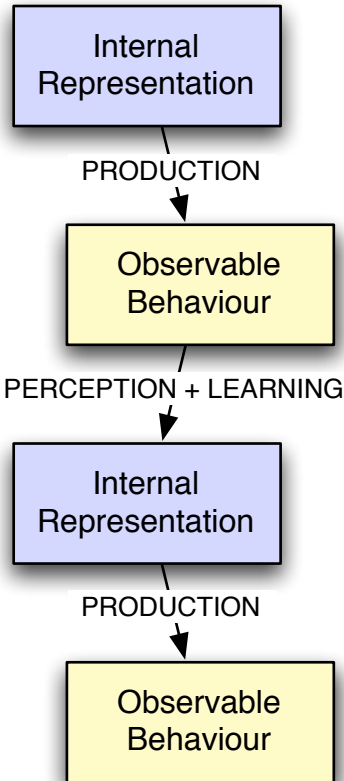 Internal
Representation
PRODUCTION
Observable
Behaviour
PERCEPTION + LEARNING
Internal
Representation
PRODUCTION
Observable
Behaviour